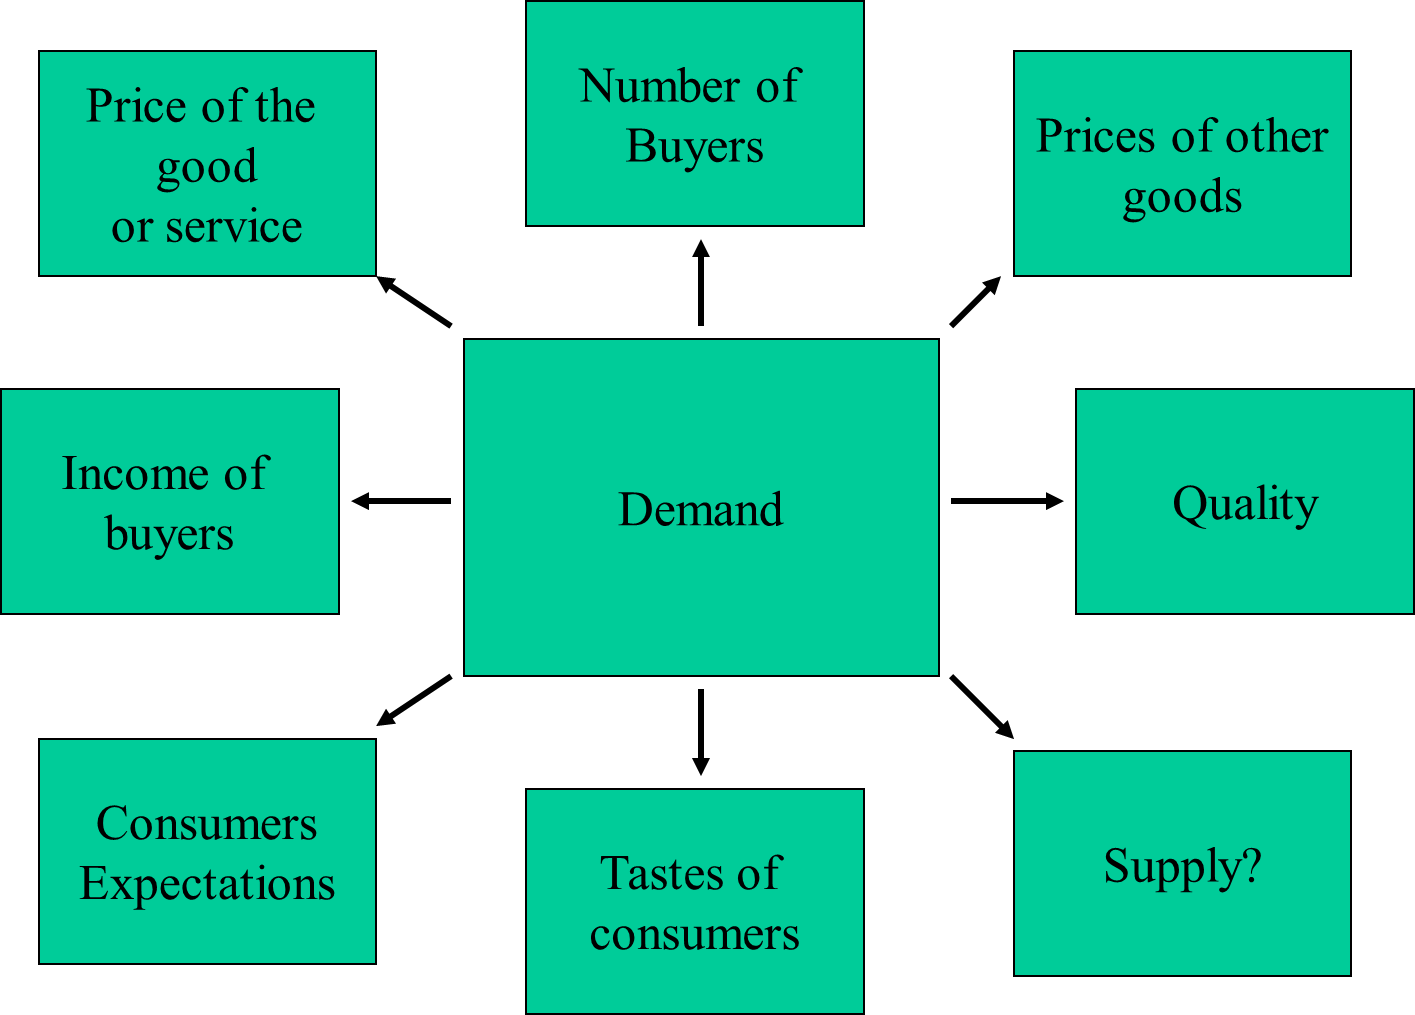 Price of the
good
or service
Number of
Buyers
Prices of other
goods
Income of
buyers
Demand
Quality
Consumers
Expectations
Tastes of
consumers
Supply?